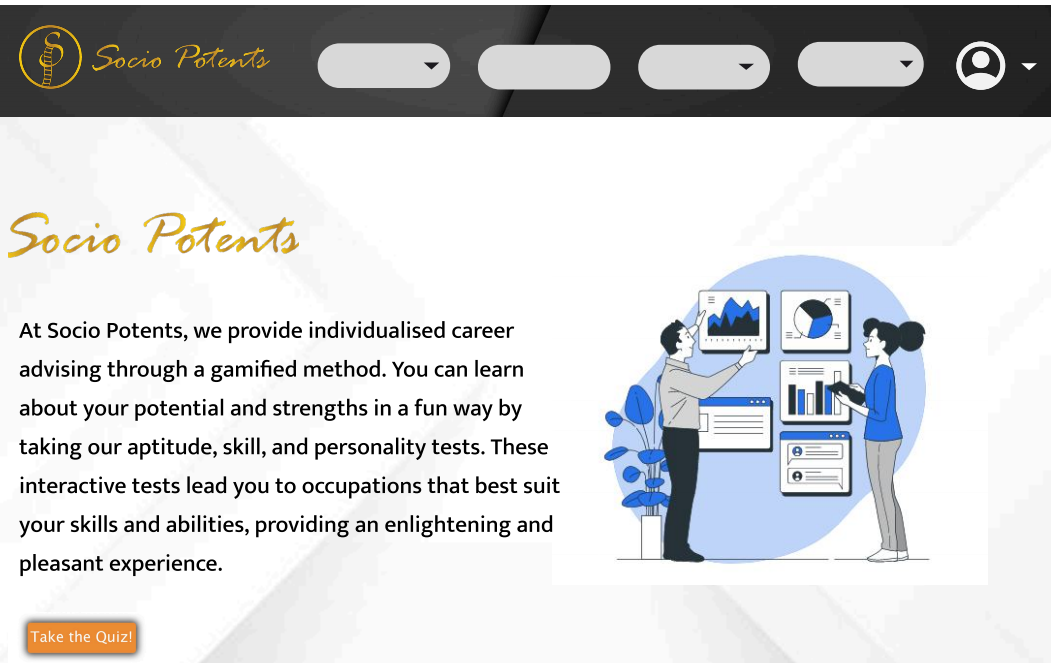 Socio Potents
Socio Potents
At Socio Potents, we provide individualised career
advising through a gamified method. You can learn
about your potential and strengths in a fun way by
taking our aptitude, skill, and personality tests. These
interactive tests lead you to occupations that best suit
your skills and abilities, providing an enlightening and
pleasant experience.
Take the Quiz!